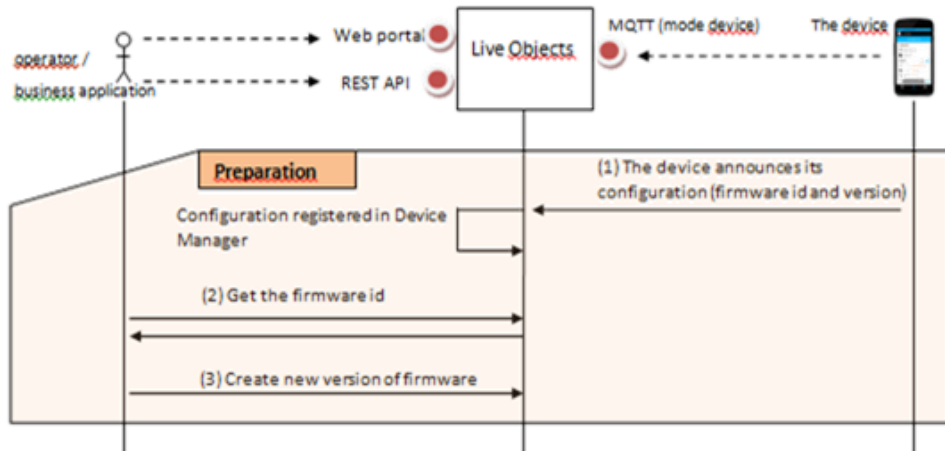 Web portal
Live Objects
MQTT (mode device)
The device
operator /
business application
REST API
Preparation
(1) The device announces its
configuration (firmware id and version)
Configuration registered in Device
Manager
(2) Get the firmware id
(3) Create new version of firmware